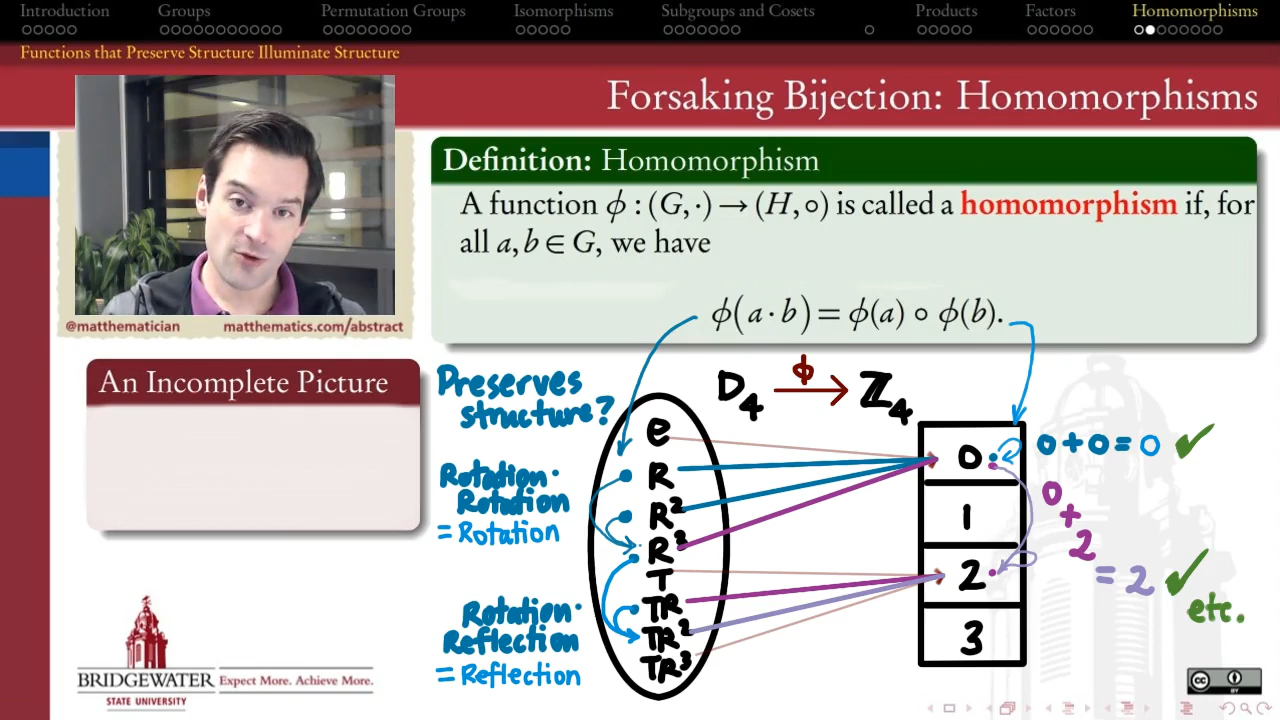 Introduction Groups Permutation Groups Isomorphisms Subgroups and Cosets Products Factors Homomorphisms
Functions that Preserve Structure Illuminate Structure
Forsaking Bijection: Homomorphisms
@matthematician matthematics.com/abstract
Definition: Homomorphism
A function ϕ : (G, ·) → (H, ∘) is called a homomorphism if, for
all a, b ∈ G, we have
ϕ(a · b) = ϕ(a) ∘ ϕ(b).
An Incomplete Picture
Preserves
structure?
D₄ →ϕ ℤ₄
Rotation·
Rotation
= Rotation
Rotation·
Reflection
= Reflection
e
R
R²
R³
T
TR
TR²
TR³
0
1
2
3
0+0=0 ✓
0
+
2
=2 ✓
etc.
BRIDGEWATER
STATE UNIVERSITY
Expect More. Achieve More.
cc
BY